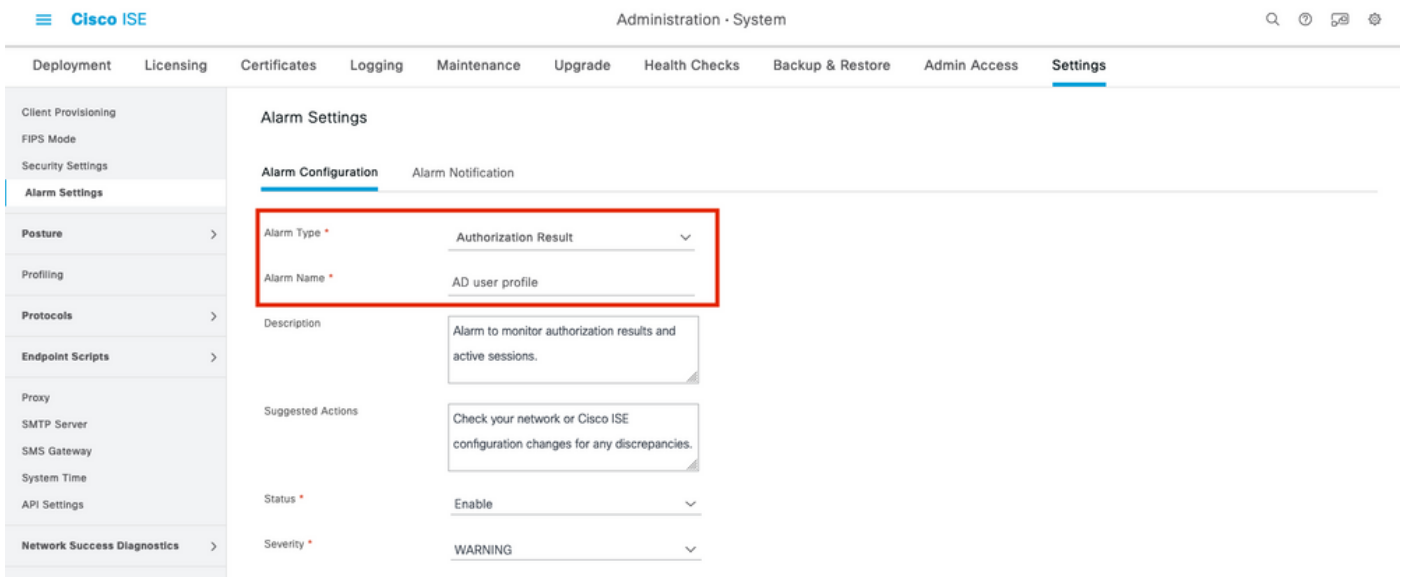 Cisco ISE
Administration · System
Deployment Licensing Certificates Logging Maintenance Upgrade Health Checks Backup & Restore Admin Access Settings
Client Provisioning
FIPS Mode
Security Settings
Alarm Settings
Posture
Profiling
Protocols
Endpoint Scripts
Proxy
SMTP Server
SMS Gateway
System Time
API Settings
Network Success Diagnostics
Alarm Settings
Alarm Configuration Alarm Notification
Alarm Type * Authorization Result
Alarm Name * AD user profile
Description
Alarm to monitor authorization results and
active sessions.
Suggested Actions
Check your network or Cisco ISE
configuration changes for any discrepancies.
Status * Enable
Severity * WARNING